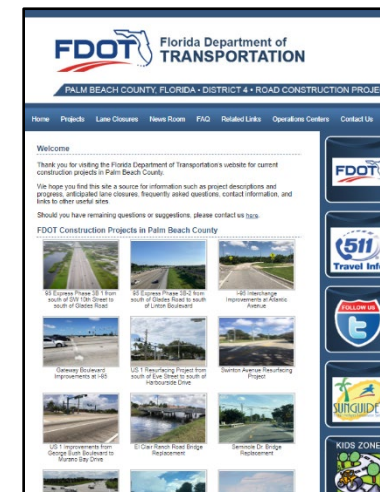 FDOT
Florida Department of
TRANSPORTATION
PALM BEACH COUNTY, FLORIDA • DISTRICT 4 • ROAD CONSTRUCTION PROJE
Home Projects Lane Closures News Room FAQ Related Links Operations Centers Contact Us
Welcome
Thank you for visiting the Florida Department of Transportation's website for current
construction projects in Palm Beach County.
We hope you find this site a source for information such as project descriptions and
progress, anticipated lane closures, frequently asked questions, contact information, and
links to other useful sites.
Should you have remaining questions or suggestions, please contact us here.
FDOT Construction Projects in Palm Beach County
95 Express Phase 3B-1 from
south of SW 10th Street to
south of Glades Road
95 Express Phase 3B-2 from
south of Glades Road to south
of Linton Boulevard
I-95 Interchange
Improvements at Atlantic
Avenue
Gateway Boulevard
Improvements at I-95
US 1 Resurfacing Project from
south of Eve Street to south of
Harbourside Drive
Swinton Avenue Resurfacing
Project
US 1 Improvements from
George Bush Boulevard to
Murano Bay Drive
El Clair Ranch Road Bridge
Replacement
Seminole Dr. Bridge
Replacement
FDOT
511
Travel Info
FOLLOW US
SUNGUIDE
KIDS ZONE